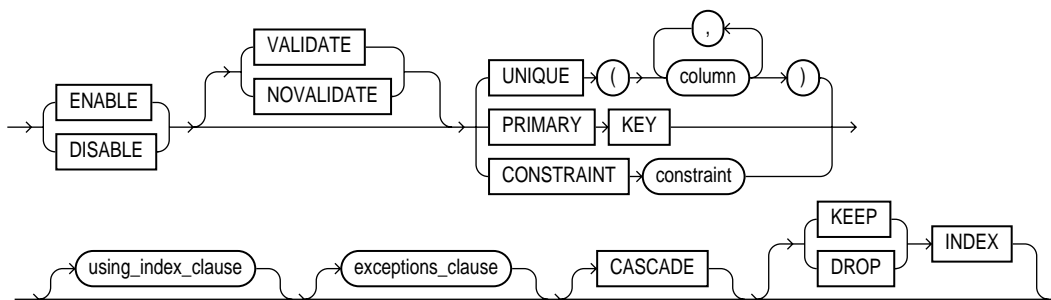 ,
VALIDATE
UNIQUE ( column )
NOVALIDATE
ENABLE
PRIMARY KEY
DISABLE
CONSTRAINT constraint
KEEP
using_index_clause exceptions_clause CASCADE INDEX
DROP